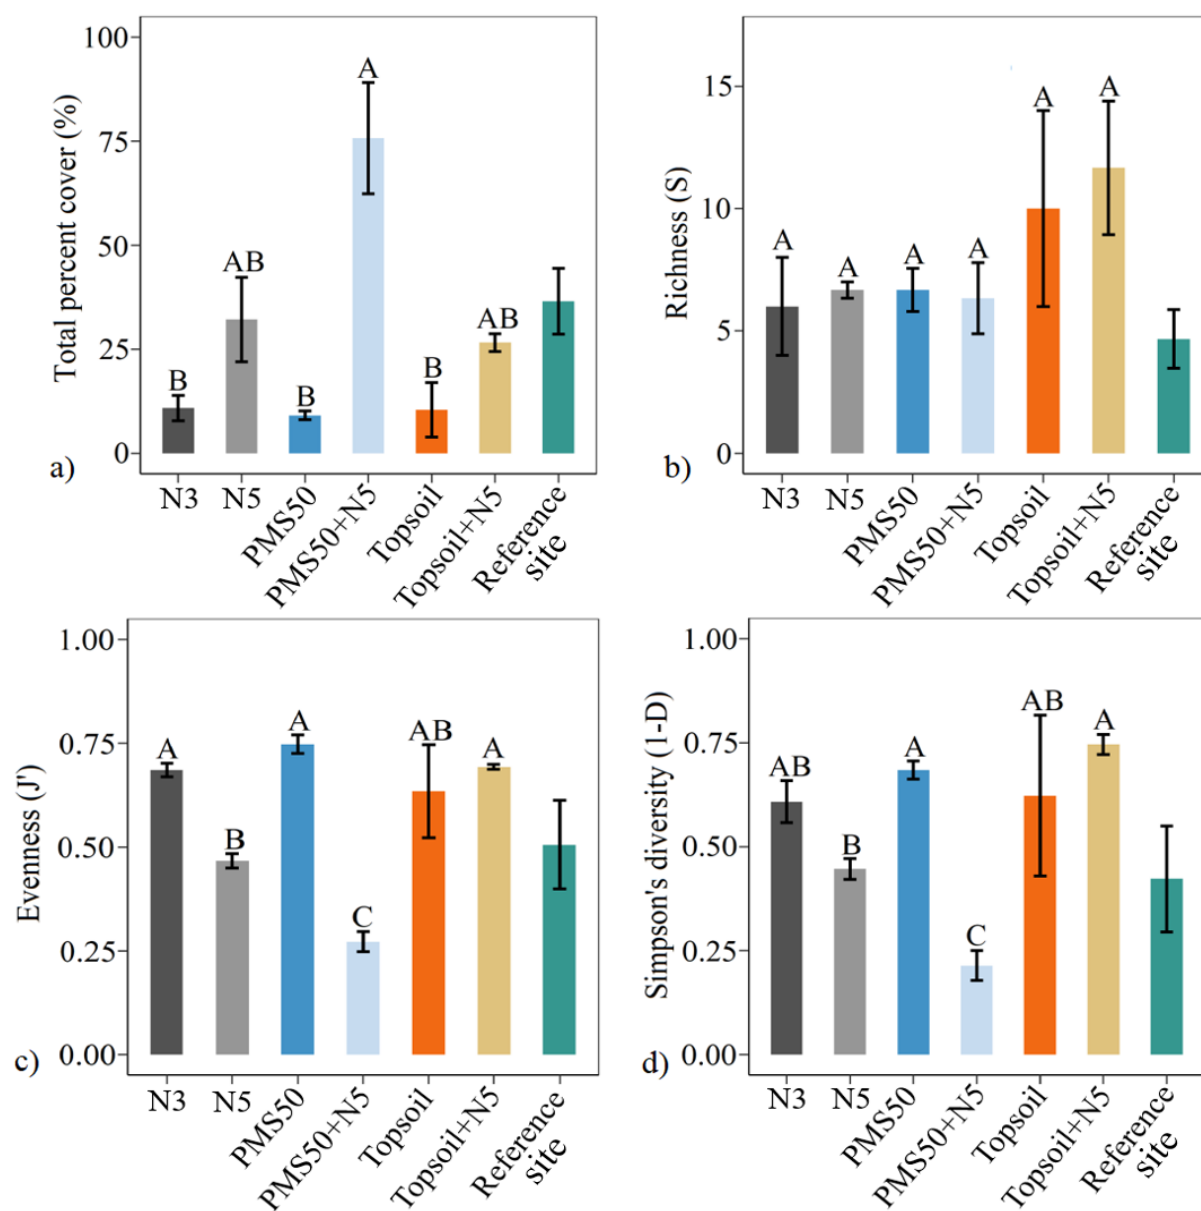 Total percent cover (%)
100
75
50
25
0
B
AB
B
A
B
AB
a)
N3
N5
PMS50
PMS50+N5
Topsoil
Topsoil+N5
Reference
site
Richness (S)
15
10
5
0
A
A
A
A
A
A
b)
N3
N5
PMS50
PMS50+N5
Topsoil
Topsoil+N5
Reference
site
Evenness (J')
1.00
0.75
0.50
0.25
0.00
A
B
A
C
AB
A
c)
N3
N5
PMS50
PMS50+N5
Topsoil
Topsoil+N5
Reference
site
Simpson's diversity (1-D)
1.00
0.75
0.50
0.25
0.00
AB
B
A
C
AB
A
d)
N3
N5
PMS50
PMS50+N5
Topsoil
Topsoil+N5
Reference
site